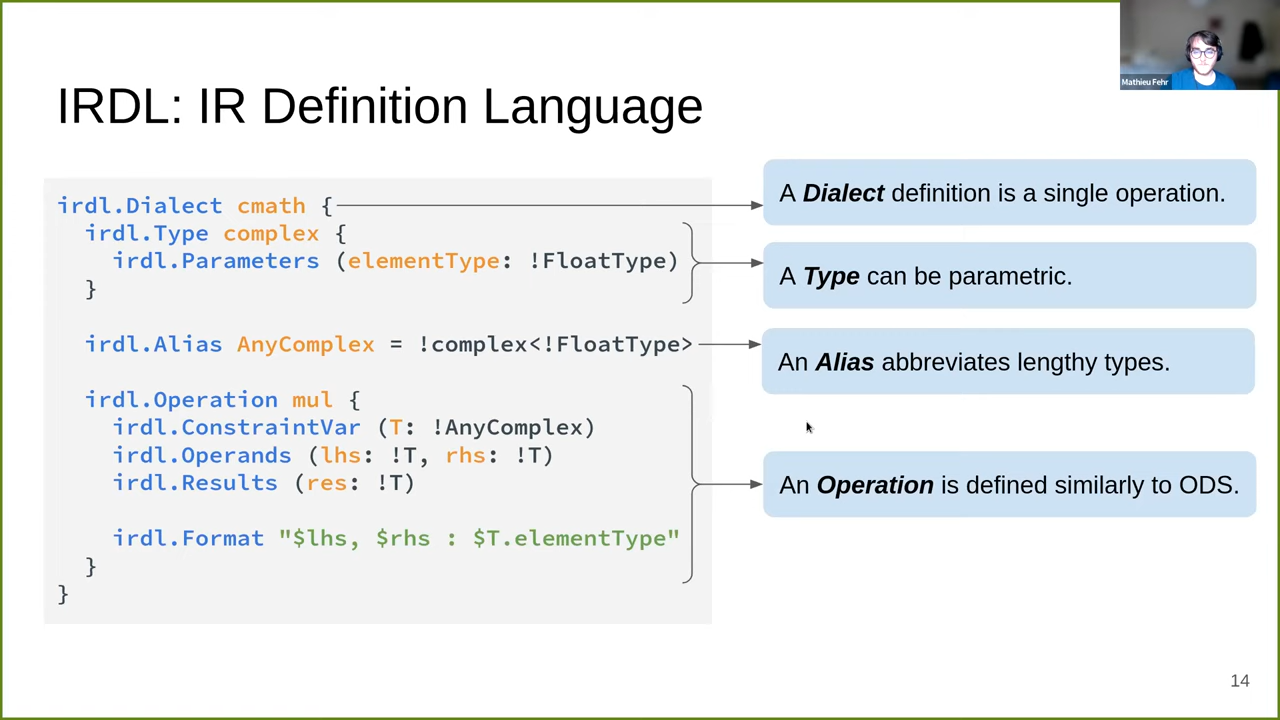 Mathieu Fehr
IRDL: IR Definition Language
irdl.Dialect cmath {
irdl.Type complex {
irdl.Parameters (elementType: !FloatType)
}
irdl.Alias AnyComplex = !complex<!FloatType>
irdl.Operation mul {
irdl.ConstraintVar (T: !AnyComplex)
irdl.Operands (lhs: !T, rhs: !T)
irdl.Results (res: !T)
irdl.Format "$lhs, $rhs : $T.elementType"
}
}
A Dialect definition is a single operation.
A Type can be parametric.
An Alias abbreviates lengthy types.
An Operation is defined similarly to ODS.
14